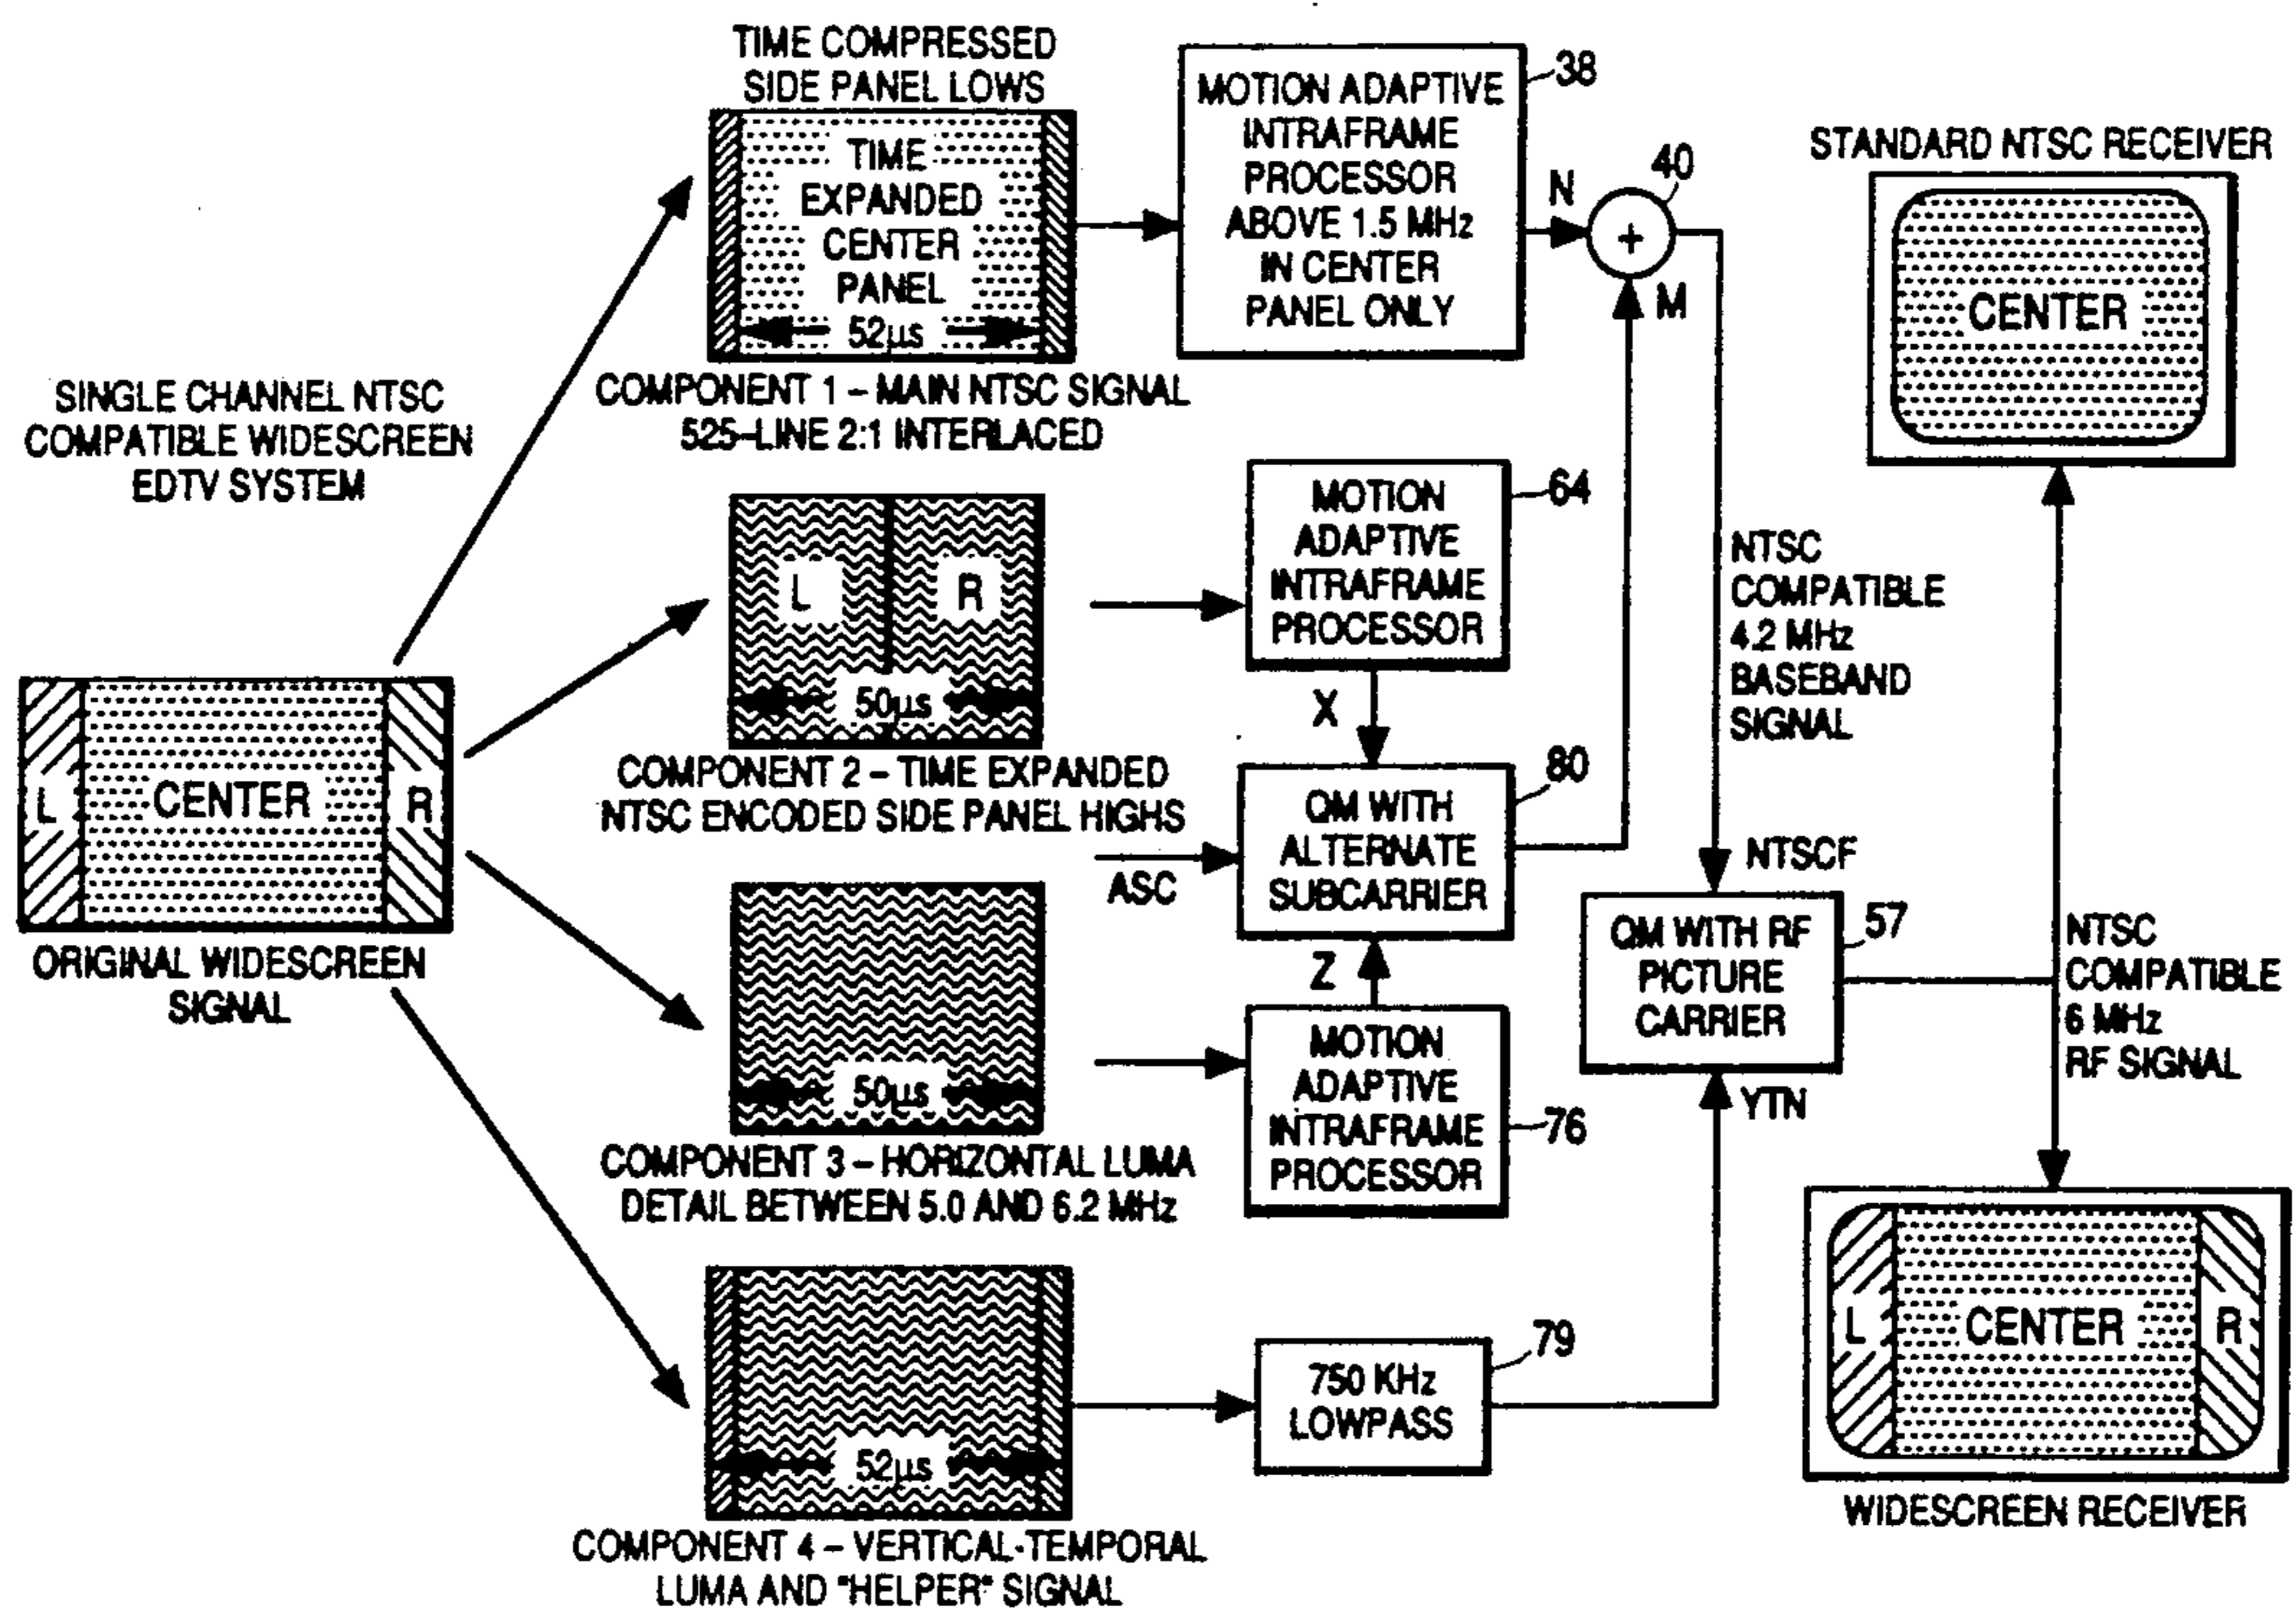 TIME COMPRESSED
SIDE PANEL LOWS
TIME
EXPANDED
CENTER
PANEL
52µs
COMPONENT 1 – MAIN NTSC SIGNAL
525–LINE 2:1 INTERLACED
MOTION ADAPTIVE
INTRAFRAME
PROCESSOR
ABOVE 1.5 MHz
IN CENTER
PANEL ONLY
38
N
40
+
M
STANDARD NTSC RECEIVER
CENTER
SINGLE CHANNEL NTSC
COMPATIBLE WIDESCREEN
EDTV SYSTEM
L
R
50µs
COMPONENT 2 – TIME EXPANDED
NTSC ENCODED SIDE PANEL HIGHS
MOTION
ADAPTIVE
INTRAFRAME
PROCESSOR
64
X
NTSC
COMPATIBLE
4.2 MHz
BASEBAND
SIGNAL
L
CENTER
R
ORIGINAL WIDESCREEN
SIGNAL
ASC
QM WITH
ALTERNATE
SUBCARRIER
80
NTSCF
QM WITH RF
PICTURE
CARRIER
57
NTSC
COMPATIBLE
6 MHz
RF SIGNAL
50µs
COMPONENT 3 – HORIZONTAL LUMA
DETAIL BETWEEN 5.0 AND 6.2 MHz
Z
MOTION
ADAPTIVE
INTRAFRAME
PROCESSOR
76
YTN
52µs
COMPONENT 4 – VERTICAL-TEMPORAL
LUMA AND "HELPER" SIGNAL
750 KHz
LOWPASS
79
L
CENTER
R
WIDESCREEN RECEIVER